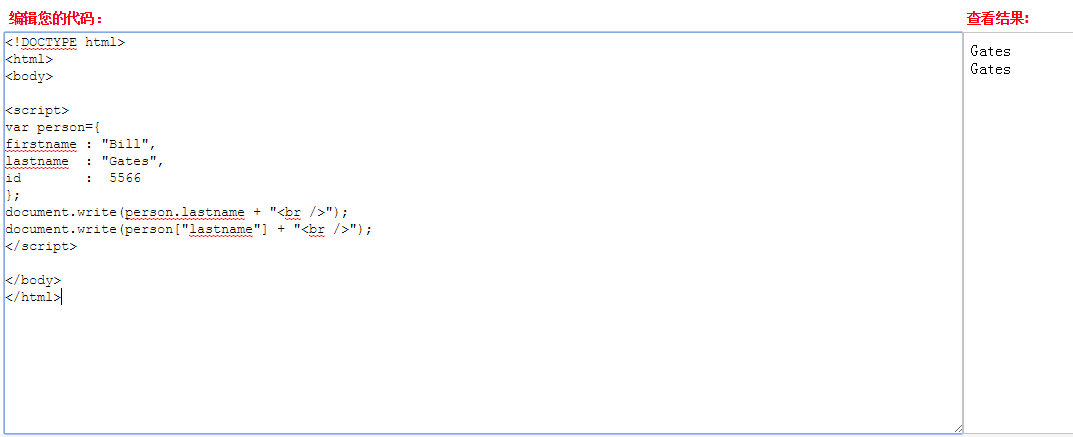 编辑您的代码：
查看结果:
<!DOCTYPE html>
<html>
<body>
<script>
var person={
firstname : "Bill",
lastname  : "Gates",
id        :  5566
};
document.write(person.lastname + "<br />");
document.write(person["lastname"] + "<br />");
</script>
</body>
</html>
Gates
Gates